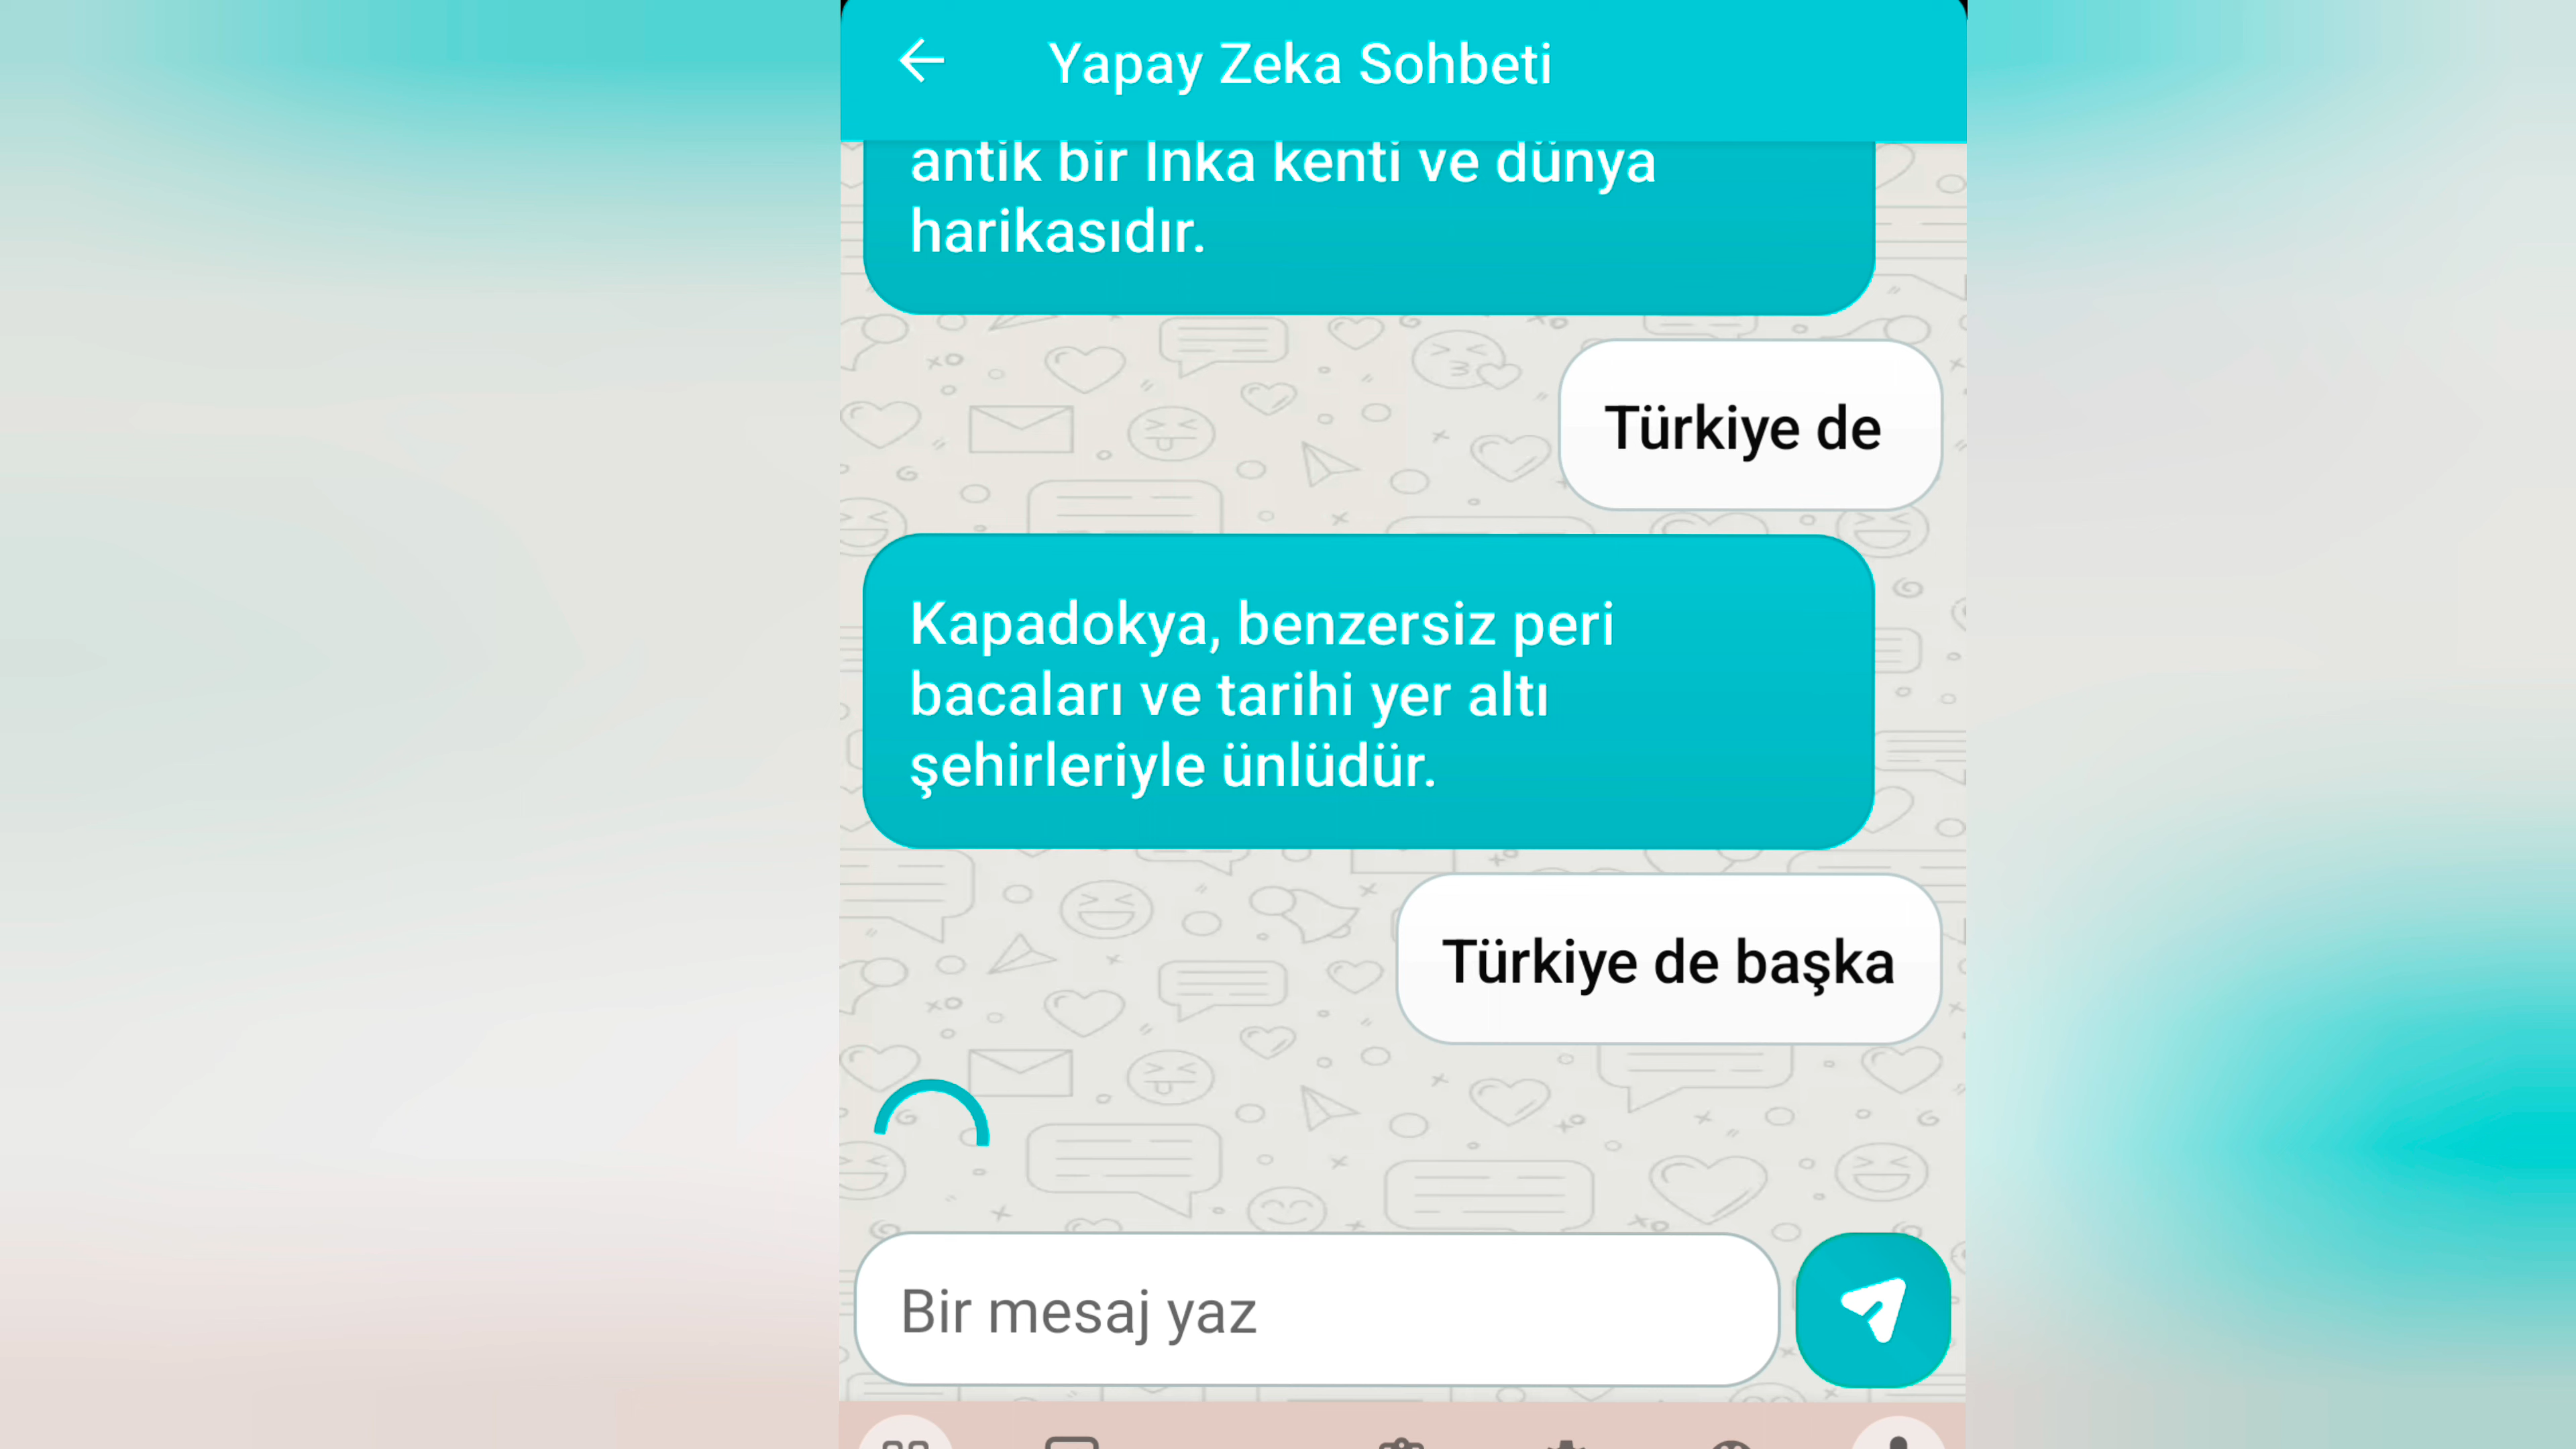 Yapay Zeka Sohbeti
antik bir Inka kenti ve dünya
harikasıdır.
Türkiye de
Kapadokya, benzersiz peri
bacaları ve tarihi yer altı
şehirleriyle ünlüdür.
Türkiye de başka
Bir mesaj yaz